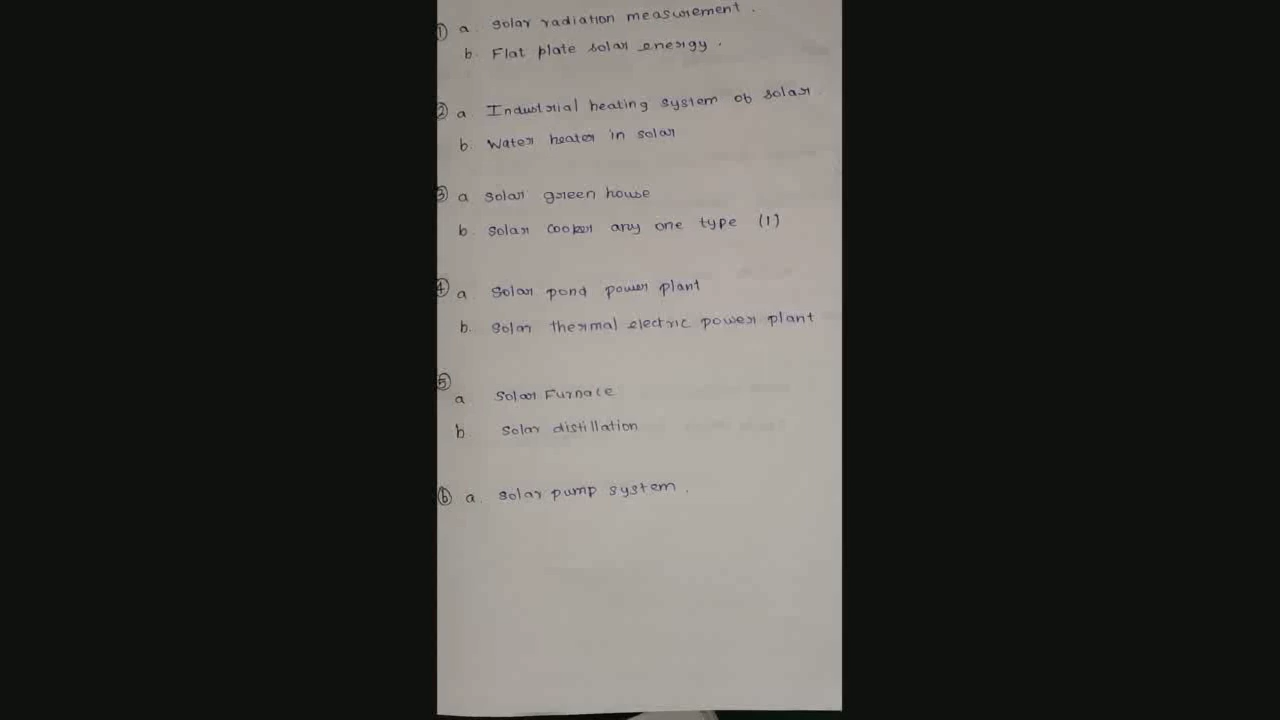 ① a. Solar radiation measurement.
b. Flat plate solar energy.
② a. Industrial heating system of solar
b. Water heater in solar
③ a Solar green house
b. Solar cooker any one type (1)
④ a Solar pond power plant
b. Solar thermal electric power plant
⑤
a Solar Furnace
b. Solar distillation
⑥ a. Solar pump system.